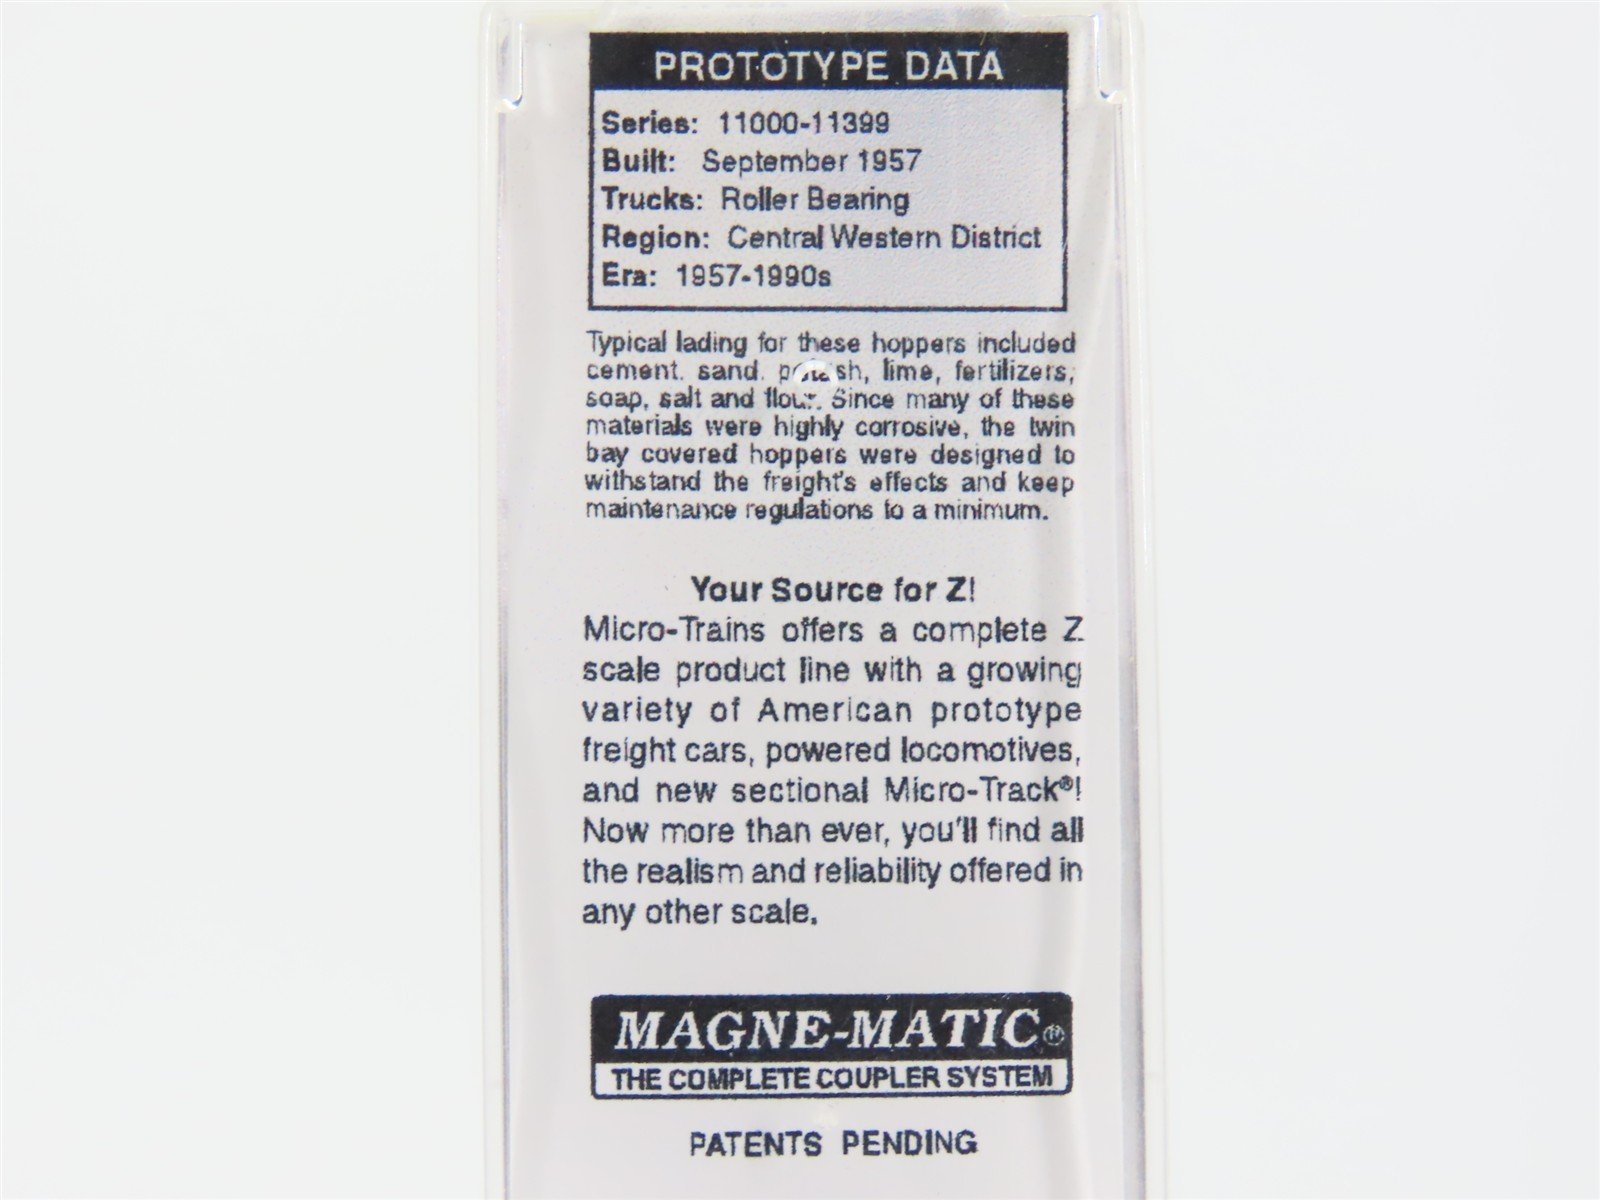 PROTOTYPE DATA
Series: 11000-11399
Built: September 1957
Trucks: Roller Bearing
Region: Central Western District
Era: 1957-1990s
Typical lading for these hoppers included
cement, sand, potash, lime, fertilizers,
soap, salt and flour. Since many of these
materials were highly corrosive, the twin
bay covered hoppers were designed to
withstand the freight's effects and keep
maintenance regulations to a minimum.
Your Source for Z!
Micro-Trains offers a complete Z
scale product line with a growing
variety of American prototype
freight cars, powered locomotives,
and new sectional Micro-Track®!
Now more than ever, you'll find all
the realism and reliability offered in
any other scale.
MAGNE-MATIC®
THE COMPLETE COUPLER SYSTEM
PATENTS PENDING